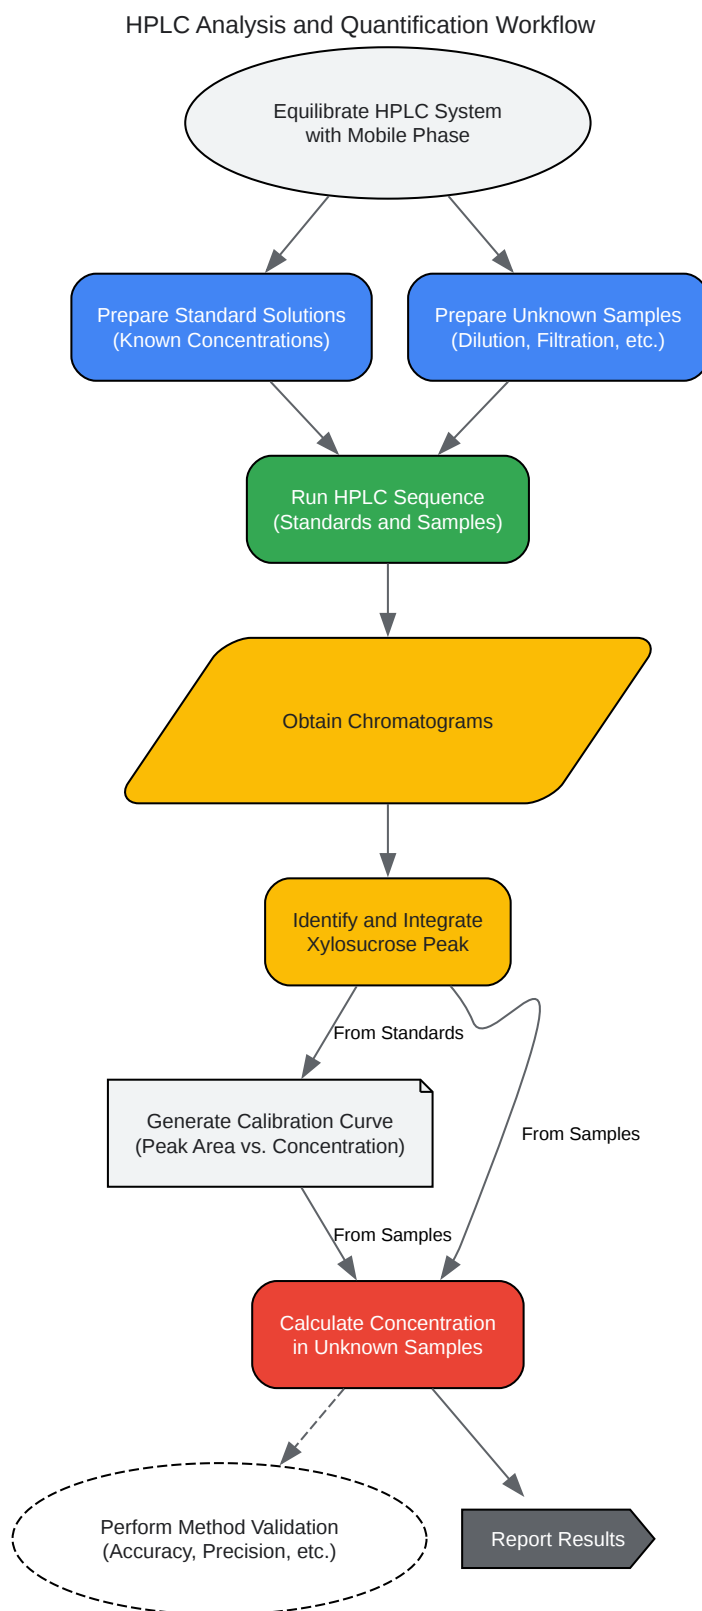 HPLC Analysis and Quantification Workflow
Equilibrate HPLC System
with Mobile Phase
Prepare Standard Solutions
(Known Concentrations)
Prepare Unknown Samples
(Dilution, Filtration, etc.)
Run HPLC Sequence
(Standards and Samples)
Obtain Chromatograms
Identify and Integrate
Xylosucrose Peak
From Standards
Generate Calibration Curve
(Peak Area vs. Concentration)
From Samples
From Samples
Calculate Concentration
in Unknown Samples
Perform Method Validation
(Accuracy, Precision, etc.)
Report Results